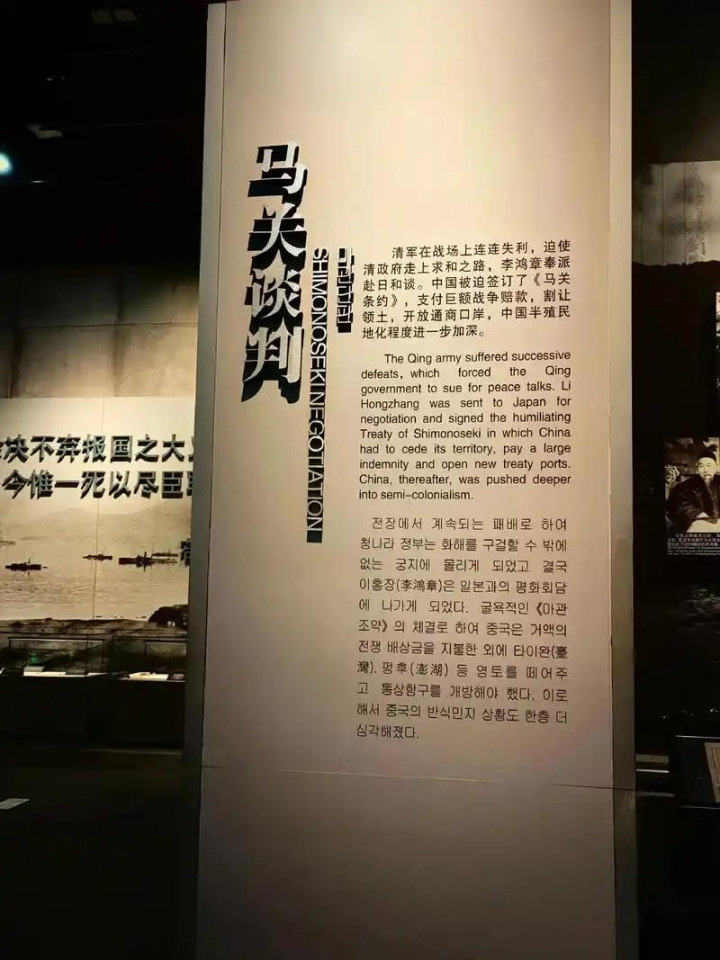 马关谈判
SHIMONOSEKI NEGOTIATION
清军在战场上连连失利，迫使
清政府走上求和之路，李鸿章奉派
赴日和谈。中国被迫签订了《马关
条约》，支付巨额战争赔款，割让
领土，开放通商口岸，中国半殖民
地化程度进一步加深。
The Qing army suffered successive
defeats, which forced the Qing
government to sue for peace talks. Li
Hongzhang was sent to Japan for
negotiation and signed the humiliating
Treaty of Shimonoseki in which China
had to cede its territory, pay a large
indemnity and open new treaty ports.
China, thereafter, was pushed deeper
into semi-colonialism.
전장에서 계속되는 패배로 하여
청나라 정부는 화해를 구걸할 수 밖에
없는 궁지에 몰리게 되었고 결국
이홍장(李鴻章)은 일본과의 평화회담
에 나가게 되었다. 굴욕적인《마관
조약》의 체결로 하여 중국은 거액의
전쟁 배상금을 지불한 외에 타이완(臺
灣), 펑후(澎湖) 등 영토를 떼어주
고 통상항구를 개방해야 했다. 이로
해서 중국의 반식민지 상황도 한층 더
심각해졌다.
决不弃报国之大
今惟一死以尽臣